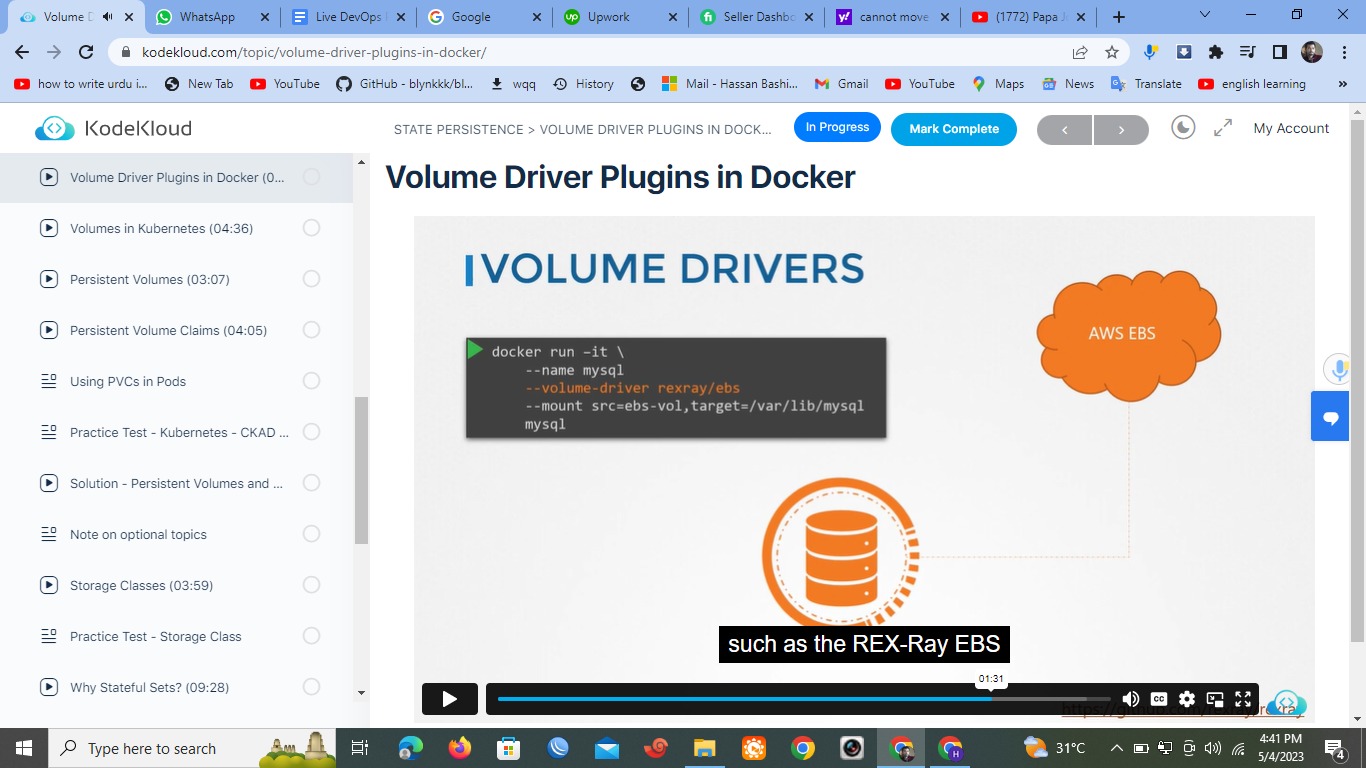 Volume D
WhatsApp
Live DevOps
Google
Upwork
Seller Dashbo
cannot move
(1772) Papa J
kodekloud.com/topic/volume-driver-plugins-in-docker/
how to write urdu i...
New Tab
YouTube
GitHub - blynkkk/bl...
wqq
History
Mail - Hassan Bashi...
Gmail
YouTube
Maps
News
Translate
english learning
KodeKloud
STATE PERSISTENCE > VOLUME DRIVER PLUGINS IN DOCK...
In Progress
Mark Complete
My Account
Volume Driver Plugins in Docker (0...
Volumes in Kubernetes (04:36)
Persistent Volumes (03:07)
Persistent Volume Claims (04:05)
Using PVCs in Pods
Practice Test - Kubernetes - CKAD ...
Solution - Persistent Volumes and ...
Note on optional topics
Storage Classes (03:59)
Practice Test - Storage Class
Why Stateful Sets? (09:28)
Volume Driver Plugins in Docker
VOLUME DRIVERS
docker run –it \
--name mysql
--volume-driver rexray/ebs
--mount src=ebs-vol,target=/var/lib/mysql
mysql
AWS EBS
such as the REX-Ray EBS
01:31
CC
https://github.com/rexray/rexray
Type here to search
31°C
4:41 PM
5/4/2023
4